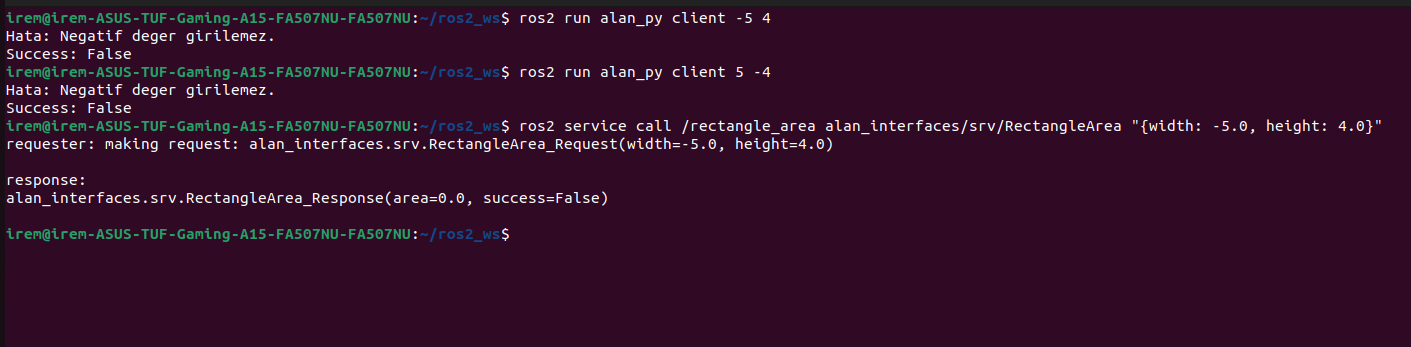 irem@irem-ASUS-TUF-Gaming-A15-FA507NU-FA507NU:~/ros2_ws$ ros2 run alan_py client -5 4
Hata: Negatif deger girilemez.
Success: False
irem@irem-ASUS-TUF-Gaming-A15-FA507NU-FA507NU:~/ros2_ws$ ros2 run alan_py client 5 -4
Hata: Negatif deger girilemez.
Success: False
irem@irem-ASUS-TUF-Gaming-A15-FA507NU-FA507NU:~/ros2_ws$ ros2 service call /rectangle_area alan_interfaces/srv/RectangleArea "{width: -5.0, height: 4.0}"
requester: making request: alan_interfaces.srv.RectangleArea_Request(width=-5.0, height=4.0)
response:
alan_interfaces.srv.RectangleArea_Response(area=0.0, success=False)
irem@irem-ASUS-TUF-Gaming-A15-FA507NU-FA507NU:~/ros2_ws$